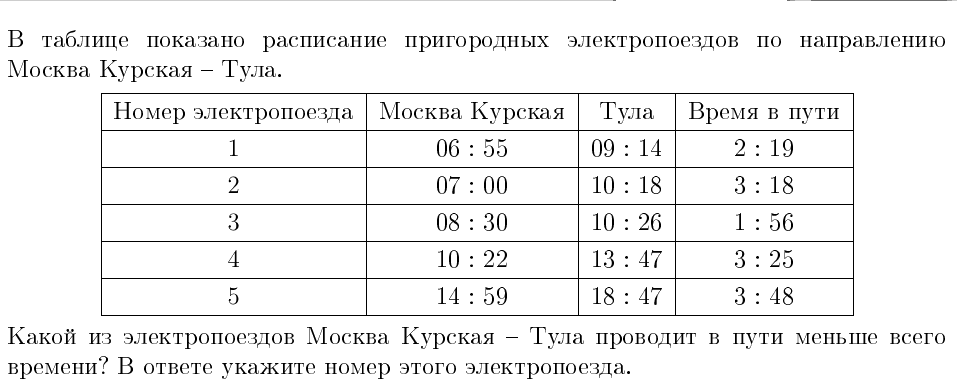 В таблице показано расписание пригородных электропоездов по направлению
Москва Курская – Тула.
Номер электропоезда Москва Курская Тула Время в пути
1 06 : 55 09 : 14 2 : 19
2 07 : 00 10 : 18 3 : 18
3 08 : 30 10 : 26 1 : 56
4 10 : 22 13 : 47 3 : 25
5 14 : 59 18 : 47 3 : 48
Какой из электропоездов Москва Курская – Тула проводит в пути меньше всего
времени? В ответе укажите номер этого электропоезда.